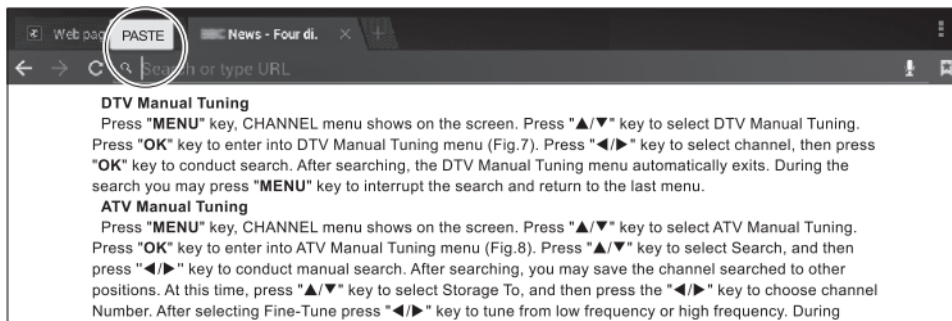 Web pag
PASTE
News - Four di.
Search or type URL
DTV Manual Tuning
Press "MENU" key, CHANNEL menu shows on the screen. Press "▲/▼" key to select DTV Manual Tuning.
Press "OK" key to enter into DTV Manual Tuning menu (Fig.7). Press "◀/▶" key to select channel, then press
"OK" key to conduct search. After searching, the DTV Manual Tuning menu automatically exits. During the
search you may press "MENU" key to interrupt the search and return to the last menu.
ATV Manual Tuning
Press "MENU" key, CHANNEL menu shows on the screen. Press "▲/▼" key to select ATV Manual Tuning.
Press "OK" key to enter into ATV Manual Tuning menu (Fig.8). Press "▲/▼" key to select Search, and then
press "◀/▶" key to conduct manual search. After searching, you may save the channel searched to other
positions. At this time, press "▲/▼" key to select Storage To, and then press the "◀/▶" key to choose channel
Number. After selecting Fine-Tune press "◀/▶" key to tune from low frequency or high frequency. During